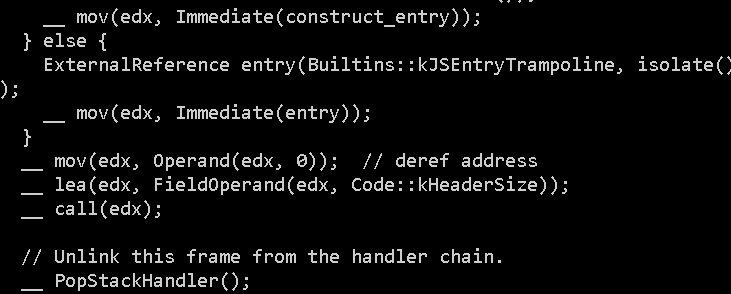 __ mov(edx, Immediate(construct_entry));
} else {
ExternalReference entry(Builtins::kJSEntryTrampoline, isolate()
);
__ mov(edx, Immediate(entry));
}
__ mov(edx, Operand(edx, 0));  // deref address
__ lea(edx, FieldOperand(edx, Code::kHeaderSize));
__ call(edx);
// Unlink this frame from the handler chain.
__ PopStackHandler();